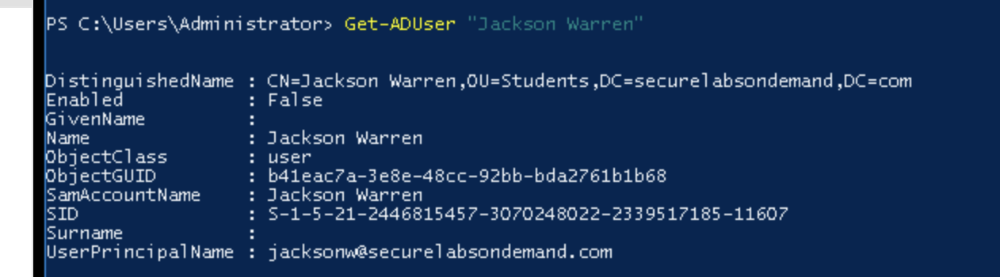 PS C:\Users\Administrator> Get-ADUser "Jackson Warren"
DistinguishedName : CN=Jackson Warren,OU=Students,DC=securelabsondemand,DC=com
Enabled           : False
GivenName         :
Name              : Jackson Warren
ObjectClass       : user
ObjectGUID        : b41eac7a-3e8e-48cc-92bb-bda2761b1b68
SamAccountName    : Jackson Warren
SID               : S-1-5-21-2446815457-3070248022-2339517185-11607
Surname           :
UserPrincipalName : jacksonw@securelabsondemand.com